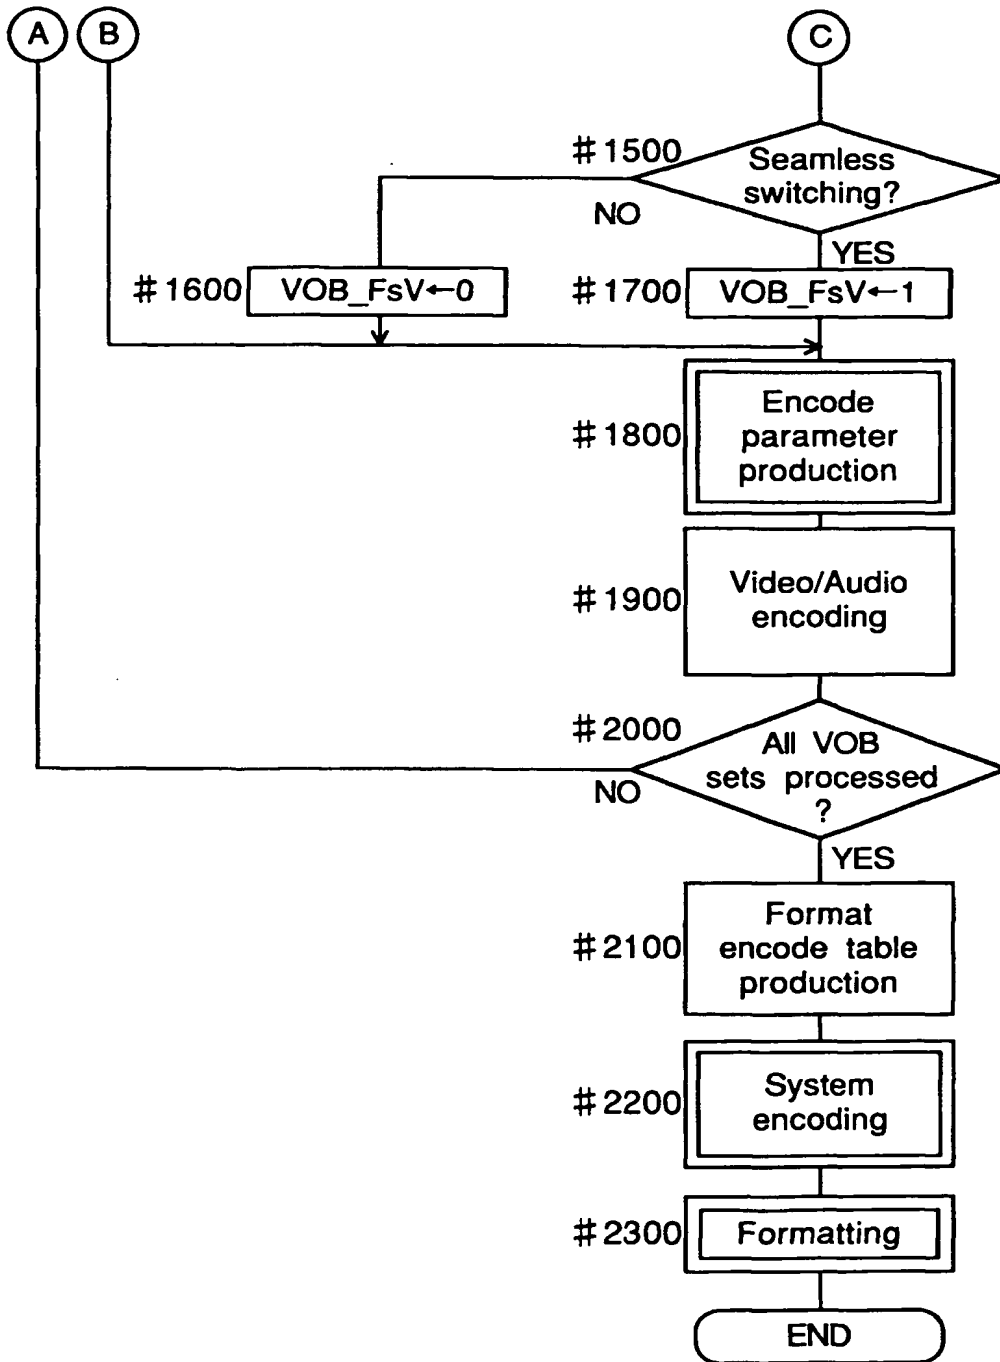 A
B
C
#1500
Seamless
switching?
NO
YES
#1600
VOB_FsV←0
#1700
VOB_FsV←1
#1800
Encode
parameter
production
#1900
Video/Audio
encoding
#2000
All VOB
sets processed
?
NO
YES
#2100
Format
encode table
production
#2200
System
encoding
#2300
Formatting
END